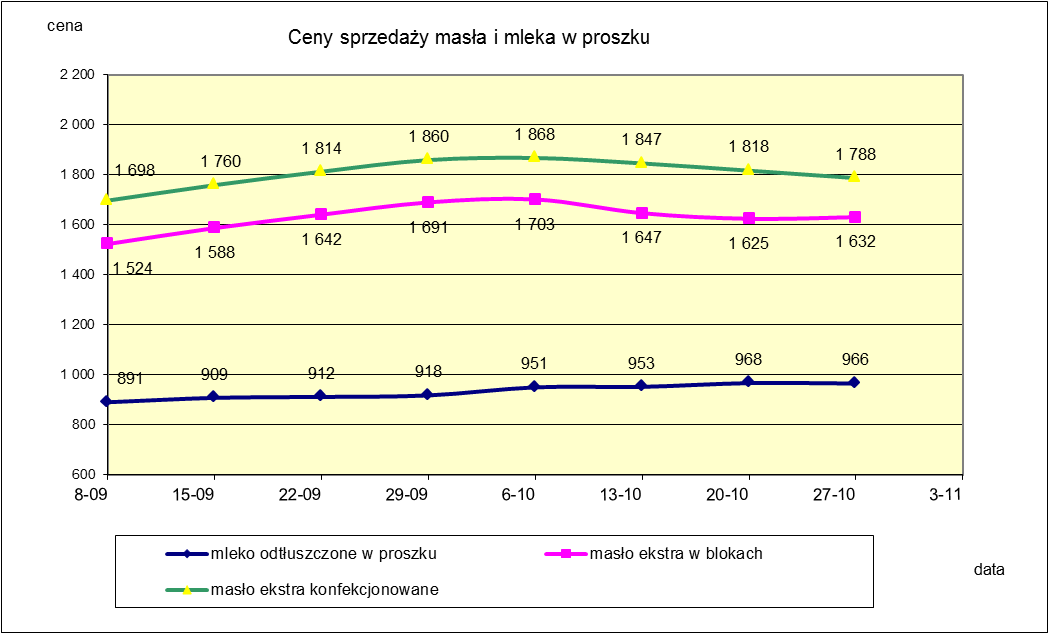 cena
Ceny sprzedaży masła i mleka w proszku
2 200
2 000
1 800
1 600
1 400
1 200
1 000
800
600
1 698 1 760 1 814 1 860 1 868 1 847 1 818 1 788
1 524 1 588 1 642 1 691 1 703 1 647 1 625 1 632
891 909 912 918 951 953 968 966
8-09 15-09 22-09 29-09 6-10 13-10 20-10 27-10 3-11
mleko odtłuszczone w proszku masło ekstra w blokach
masło ekstra konfekcjonowane
data